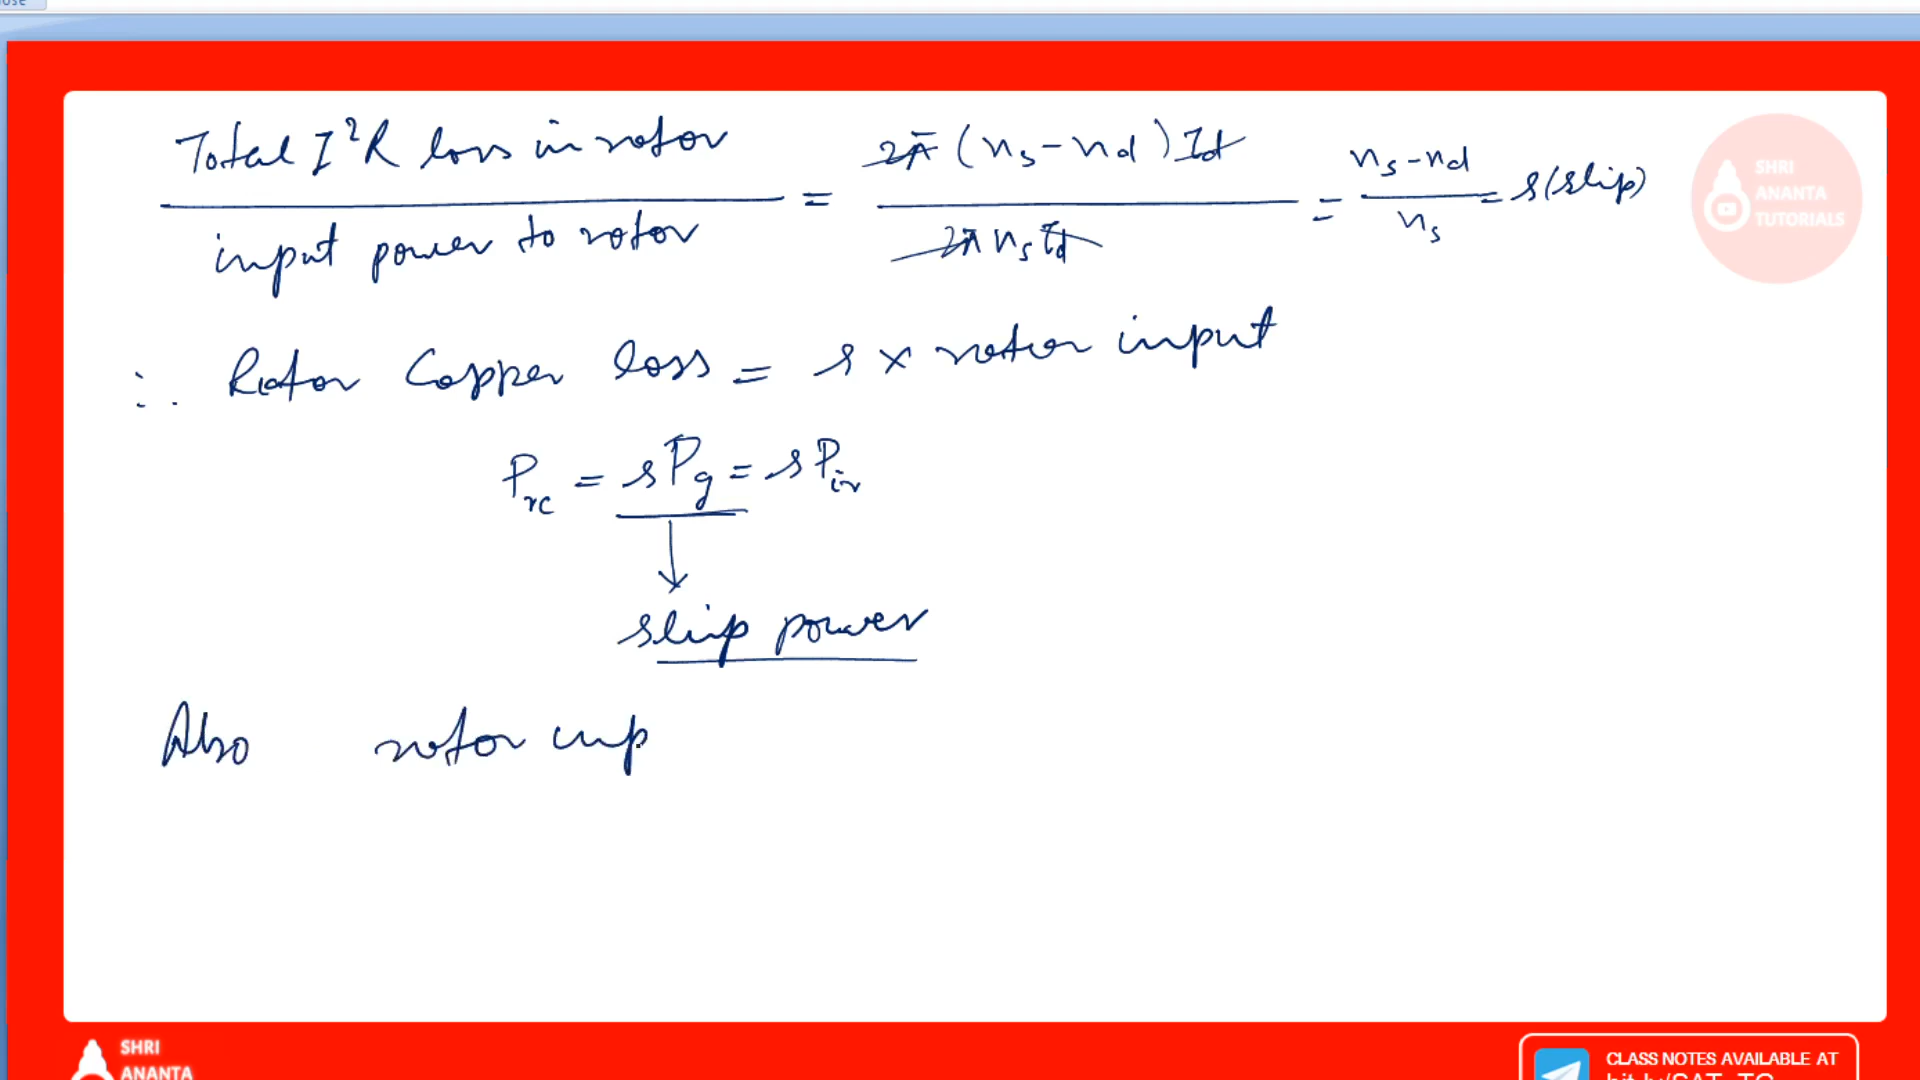 Total I²R loss in rotor / input power to rotor = 2π (ns - nd) Td / 2π ns Td = ns - nd / ns = s (slip)
SHRI
ANANTA
TUTORIALS
∴ Rotor Copper loss = s × rotor input
Prc = sPg = sPir
slip power
Also rotor inp
SHRI
ANANTA
CLASS NOTES AVAILABLE AT